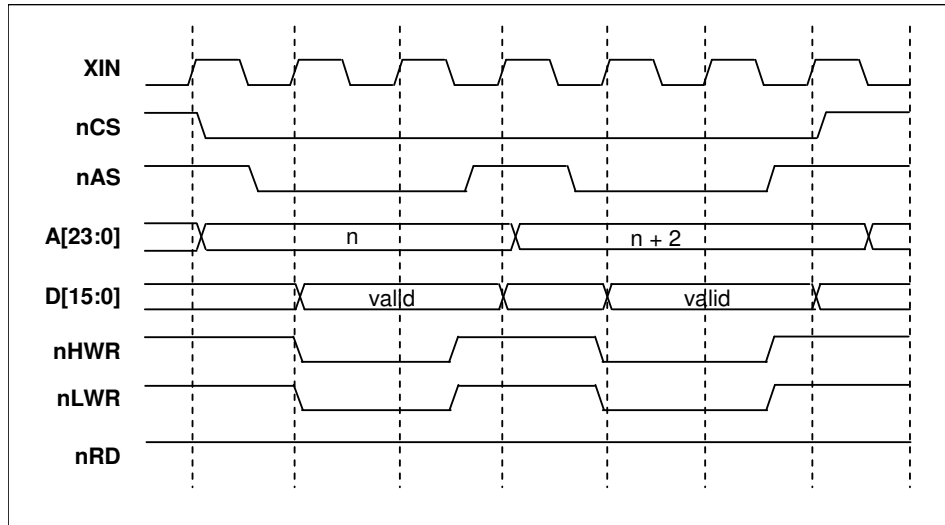 XIN
nCS
nAS
A[23:0] n n + 2
D[15:0] valid valid
nHWR
nLWR
nRD